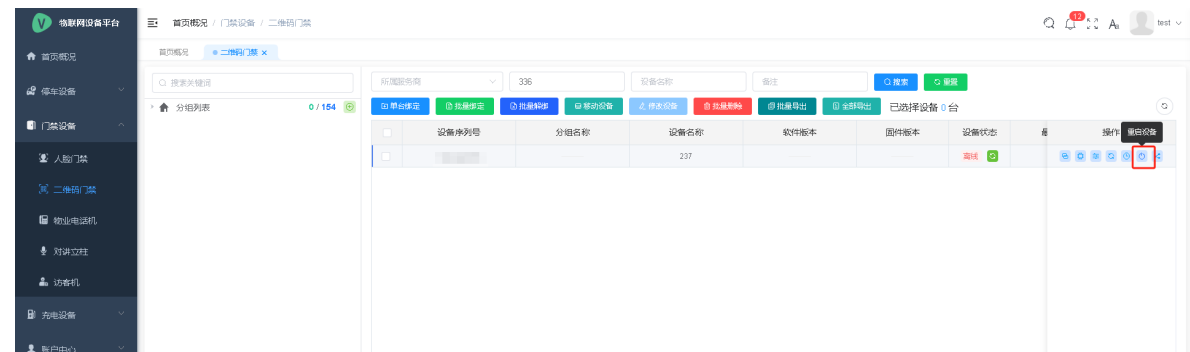 V 物联网设备平台
首页概况 / 门禁设备 / 二维码门禁
12
test
首页概况
二维码门禁 ×
首页概况
停车设备
门禁设备
人脸门禁
二维码门禁
物业电话机
对讲立柱
访客机
充电设备
账户中心
搜索关键词
分组列表 0 / 154
所属服务商 336 设备名称 备注 搜索 重置
单台绑定 批量绑定 批量解绑 移动设备 修改设备 批量删除 批量导出 全部导出 已选择设备 0 台
设备序列号 分组名称 设备名称 软件版本 固件版本 设备状态 操作
重启设备
237 离线